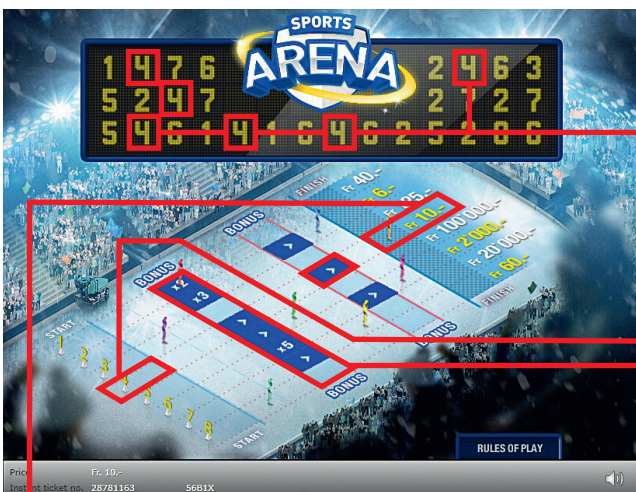 SPORTS
ARENA
1 4 7 6 2 4 6 3
5 2 4 7 2 2 7
5 4 6 1 4 1 6 4 6 2 5 2 8 6
FINISH
Fr 40.-
6.-
25.-
Fr 10.-
Fr 100'000.-
Fr 2'000.-
Fr 20'000.-
Fr 60.-
FINISH
BONUS
BONUS
BONUS
BONUS
x2
x3
x5
START
1
2
3
4
5
6
7
8
START
RULES OF PLAY
Price Fr. 10.-
Instant ticket no. 28781163 56B1X